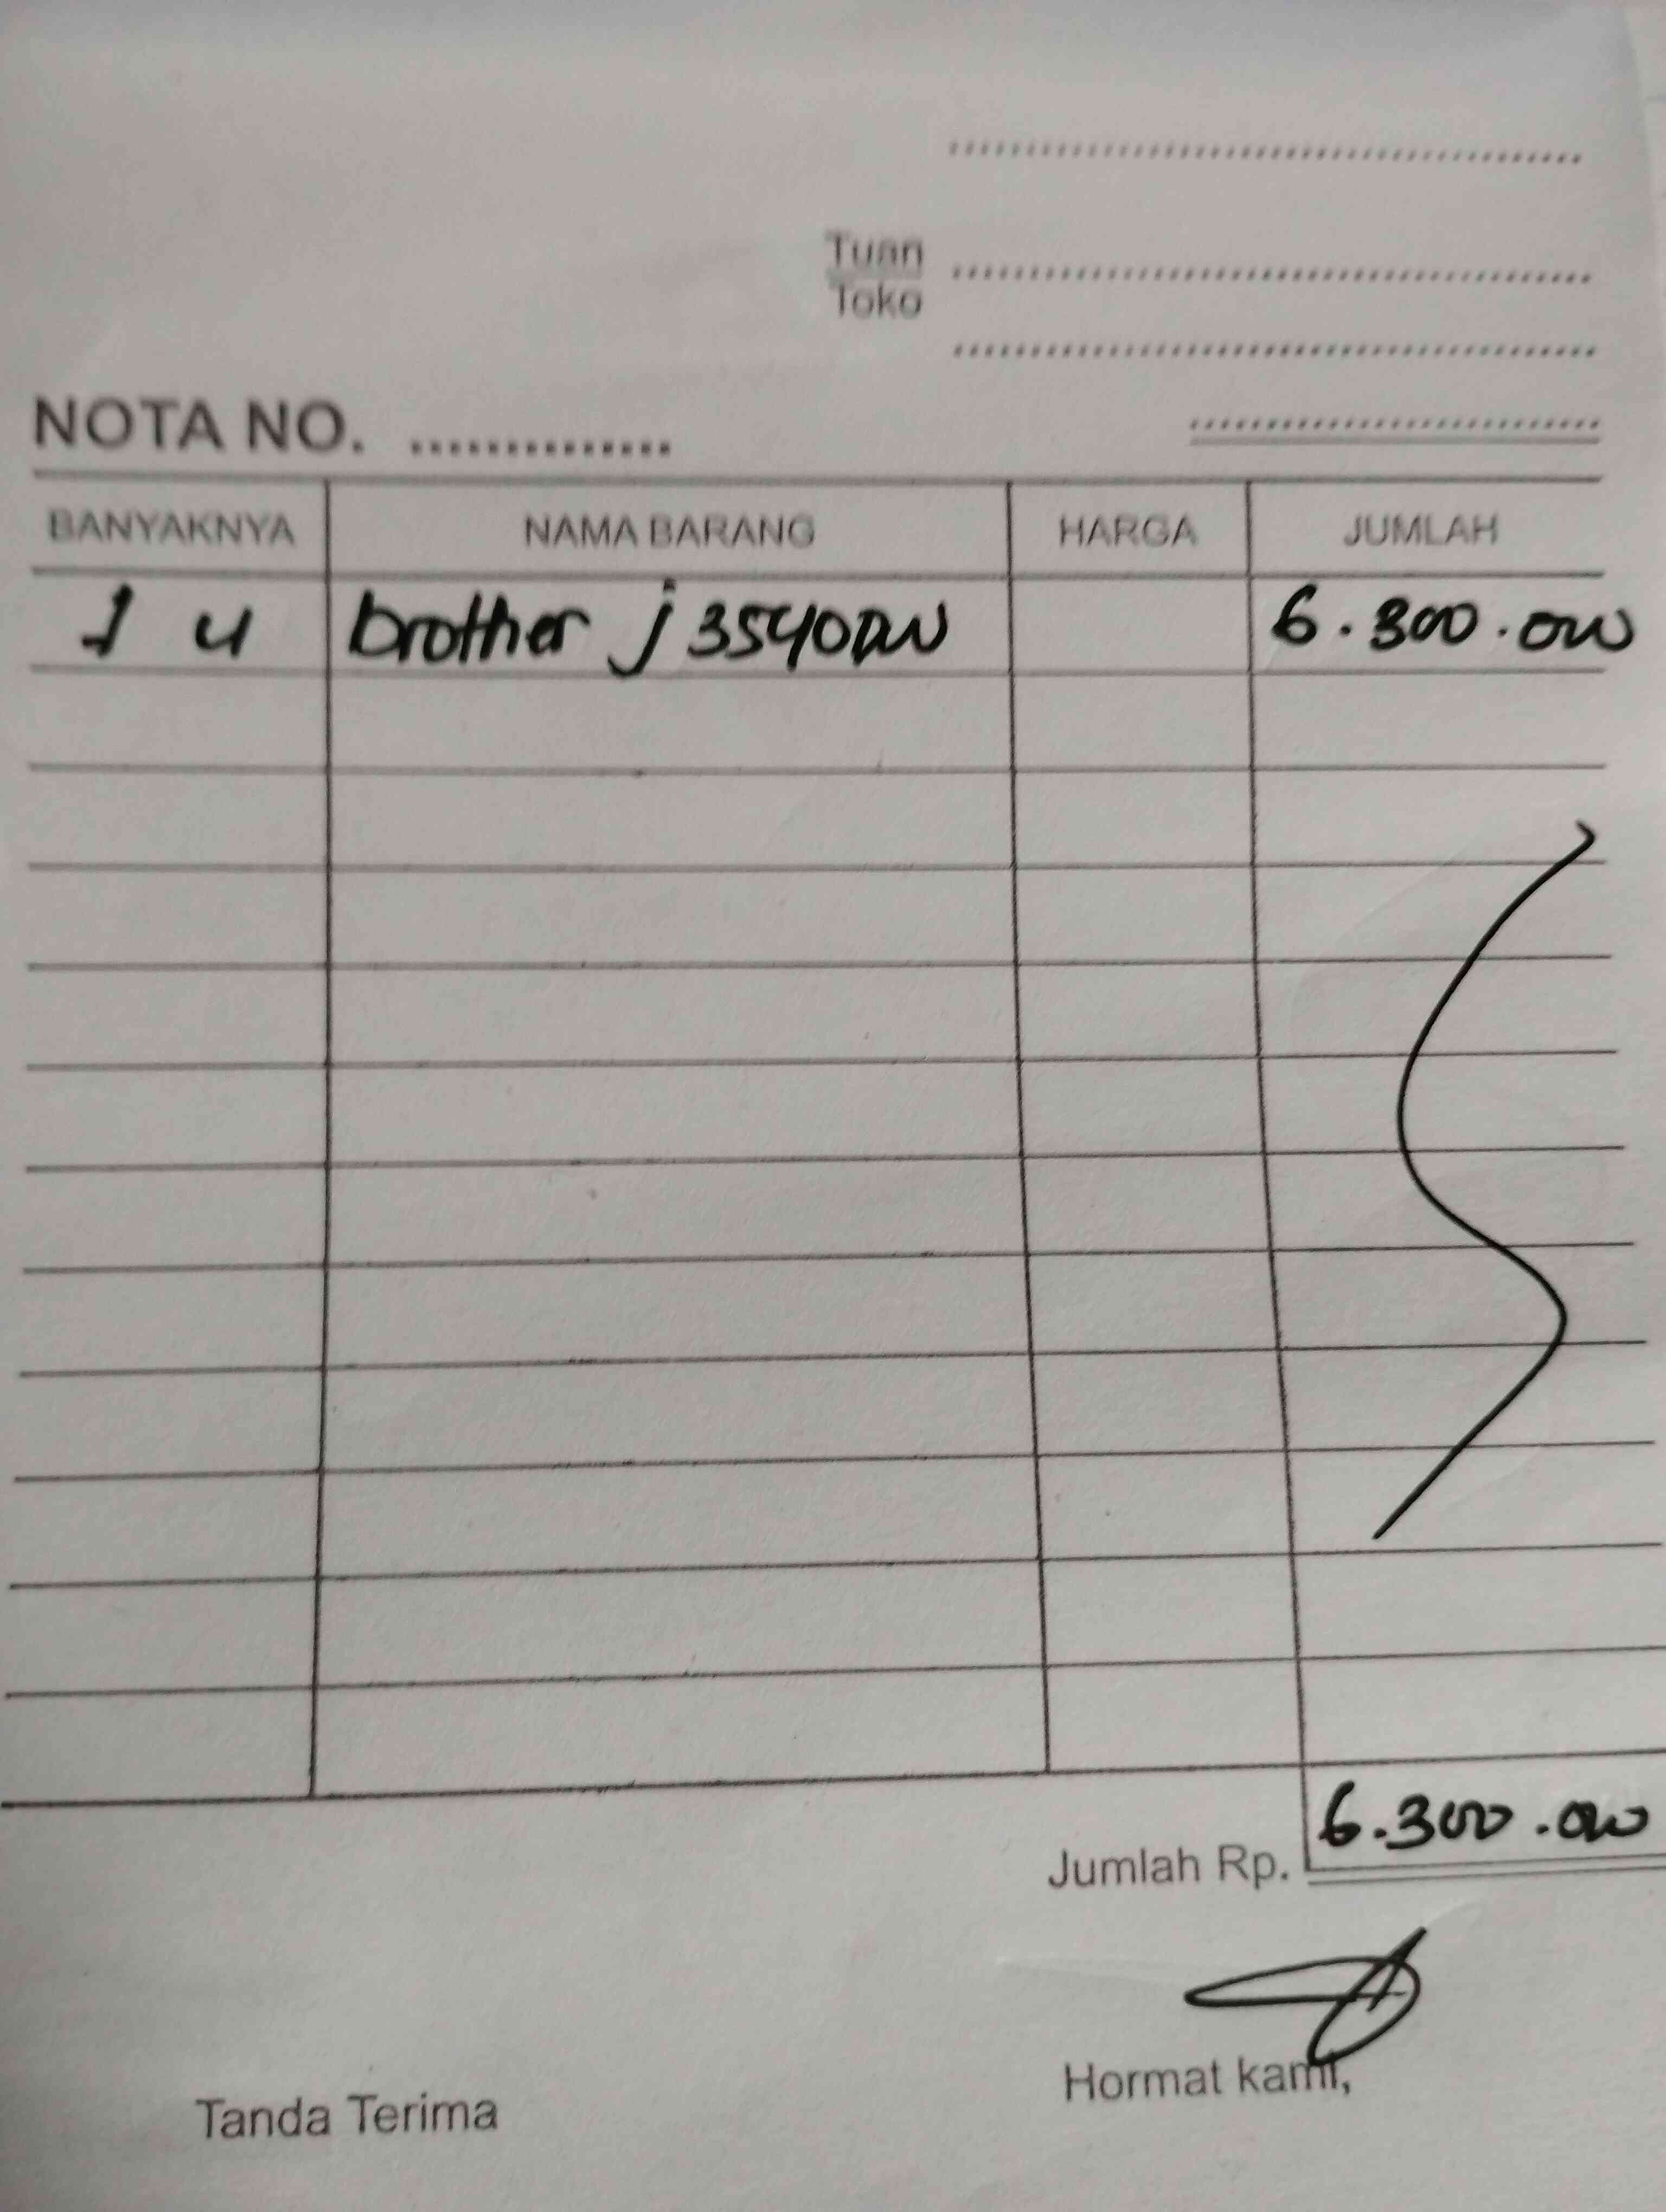 Tuan
Toko
NOTA NO. ..............
BANYAKNYA NAMA BARANG HARGA JUMLAH
1 u brother j 3540DW 6.300.000
Jumlah Rp. 6.300.000
Hormat kami,
Tanda Terima